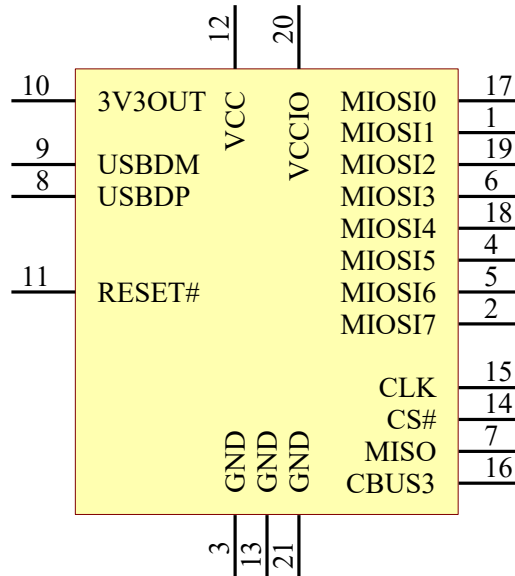 12 20
10 3V3OUT VCC VCCIO MIOSI0 17
MIOSI1 1
9 USBDM MIOSI2 19
8 USBDP MIOSI3 6
MIOSI4 18
MIOSI5 4
11 RESET# MIOSI6 5
MIOSI7 2
CLK 15
CS# 14
MISO 7
CBUS3 16
GND GND GND
3 13 21